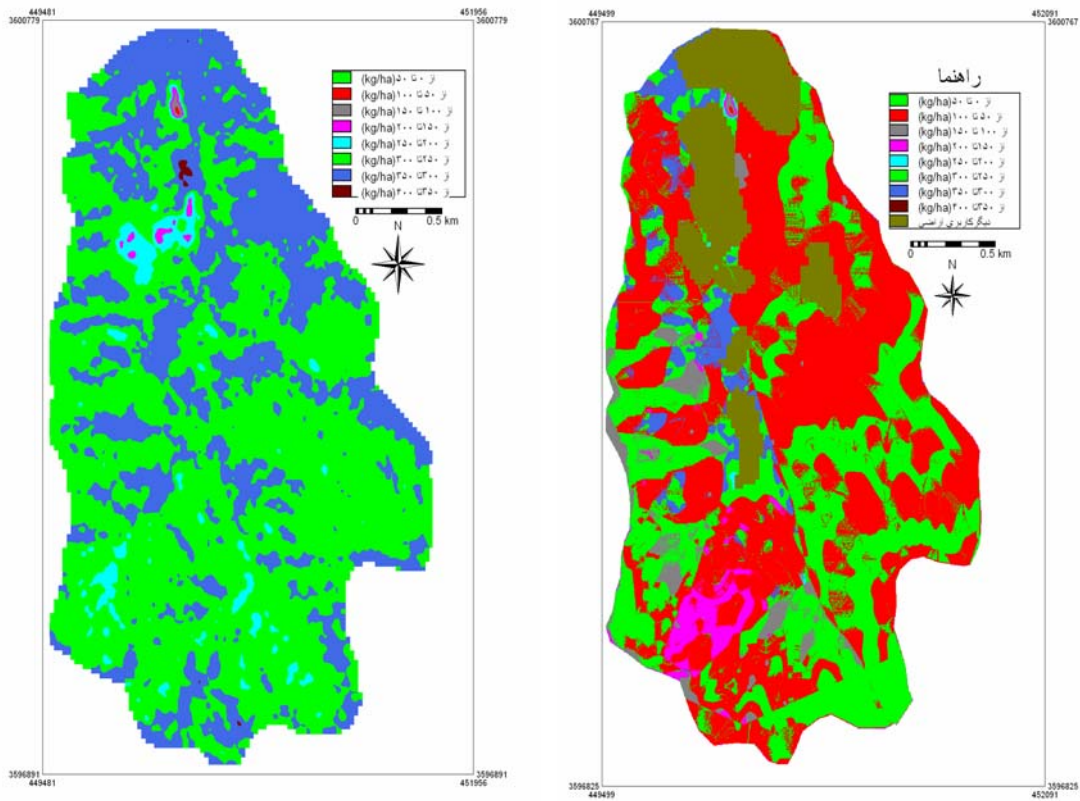 449481
451956
3600779
3600779
از ۰ تا ۵۰(kg/ha)
از ۵۰ تا ۱۰۰(kg/ha)
از ۱۰۰ تا ۱۵۰(kg/ha)
از ۱۵۰ تا ۲۰۰(kg/ha)
از ۲۰۰ تا ۲۵۰(kg/ha)
از ۲۵۰ تا ۳۰۰(kg/ha)
از ۳۰۰ تا ۳۵۰(kg/ha)
از ۳۵۰ تا ۴۰۰(kg/ha)
0 0.5 km
N
3596891
3596891
449481
451956
449499
452091
3600767
3600767
راهنما
از ۰ تا ۵۰(kg/ha)
از ۵۰ تا ۱۰۰(kg/ha)
از ۱۰۰ تا ۱۵۰(kg/ha)
از ۱۵۰ تا ۲۰۰(kg/ha)
از ۲۰۰ تا ۲۵۰(kg/ha)
از ۲۵۰ تا ۳۰۰(kg/ha)
از ۳۰۰ تا ۳۵۰(kg/ha)
از ۳۵۰ تا ۴۰۰(kg/ha)
دیگر کاربری اراضی
0 0.5 km
N
3596825
3596825
449499
452091